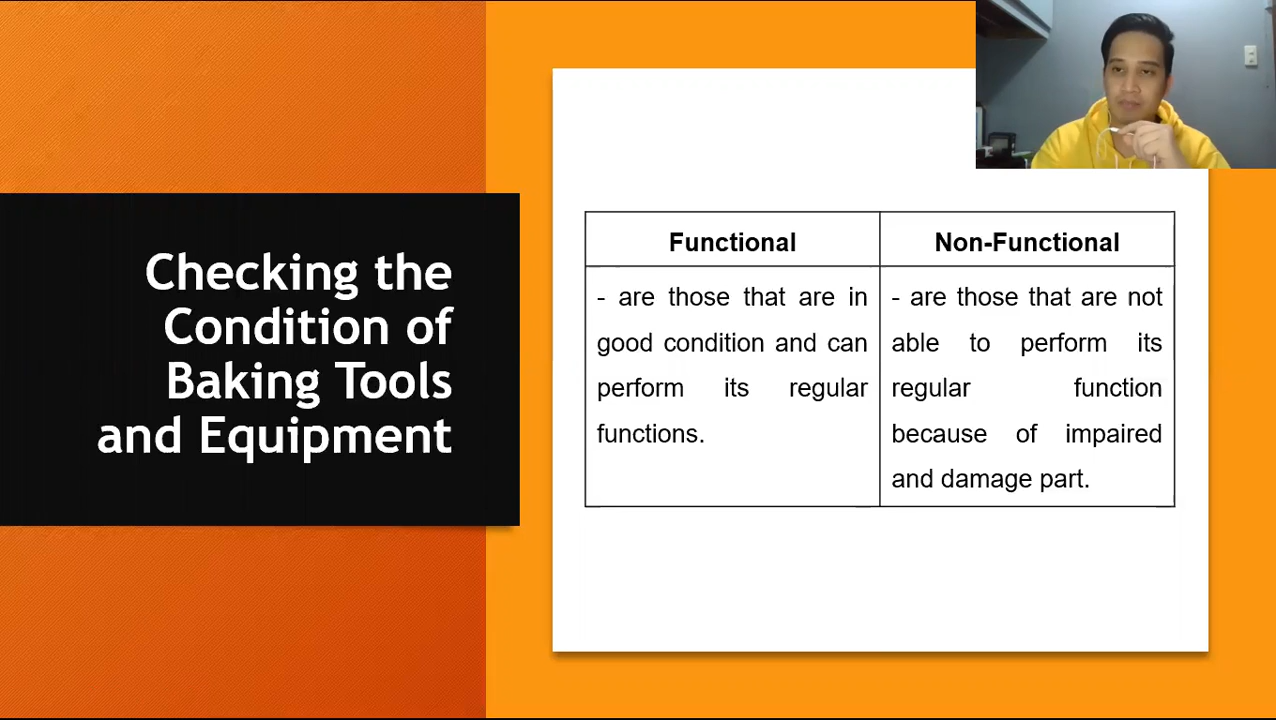 Checking the
Condition of
Baking Tools
and Equipment
Functional
Non-Functional
- are those that are in
good condition and can
perform its regular
functions.
- are those that are not
able to perform its
regular function
because of impaired
and damage part.